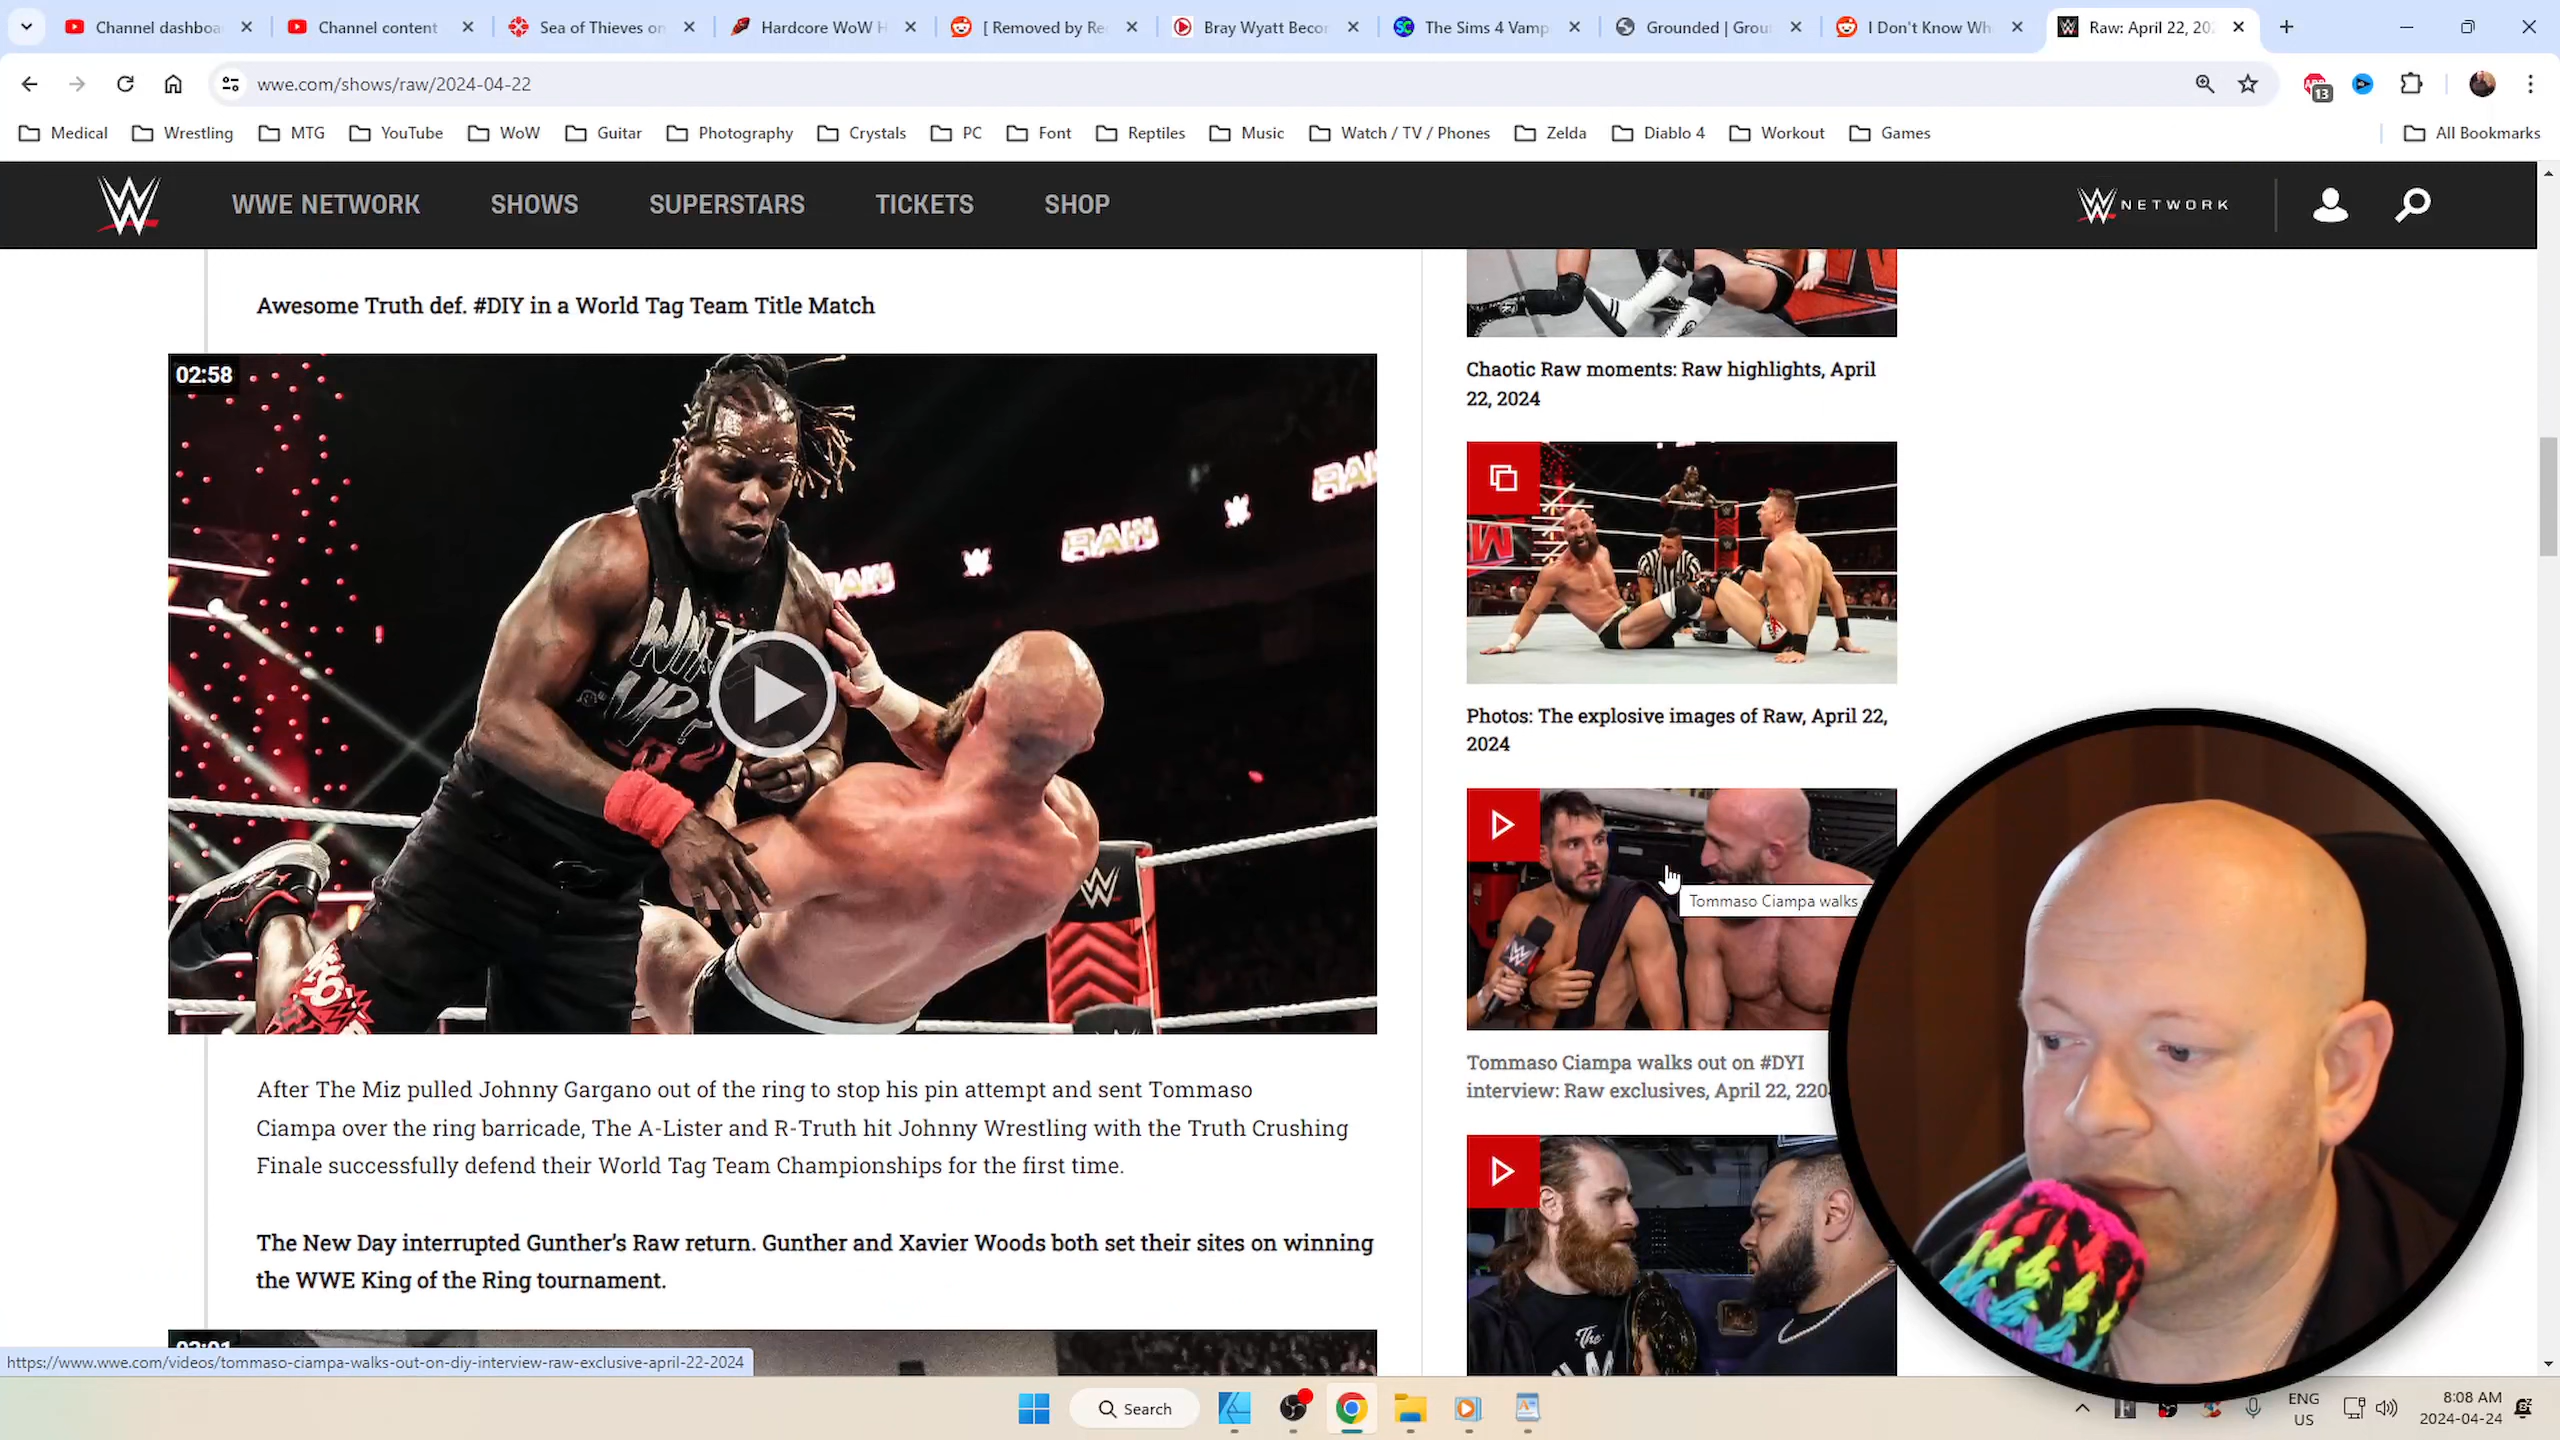 Channel dashboa
Channel content
Sea of Thieves on
Hardcore WoW H
[ Removed by Re
Bray Wyatt Becor
The Sims 4 Vamp
Grounded | Grou
I Don't Know Wh
Raw: April 22, 202
wwe.com/shows/raw/2024-04-22
13
Medical
Wrestling
MTG
YouTube
WoW
Guitar
Photography
Crystals
PC
Font
Reptiles
Music
Watch / TV / Phones
Zelda
Diablo 4
Workout
Games
All Bookmarks
WWE NETWORK
SHOWS
SUPERSTARS
TICKETS
SHOP
NETWORK
Awesome Truth def. #DIY in a World Tag Team Title Match
02:58
RAW
RAW
RAW
After The Miz pulled Johnny Gargano out of the ring to stop his pin attempt and sent Tommaso
Ciampa over the ring barricade, The A-Lister and R-Truth hit Johnny Wrestling with the Truth Crushing
Finale successfully defend their World Tag Team Championships for the first time.
The New Day interrupted Gunther's Raw return. Gunther and Xavier Woods both set their sites on winning
the WWE King of the Ring tournament.
Chaotic Raw moments: Raw highlights, April
22, 2024
Photos: The explosive images of Raw, April 22,
2024
Tommaso Ciampa walks
Tommaso Ciampa walks out on #DYI
interview: Raw exclusives, April 22, 220
The
https://www.wwe.com/videos/tommaso-ciampa-walks-out-on-diy-interview-raw-exclusive-april-22-2024
Search
ENG
US
8:08 AM
2024-04-24